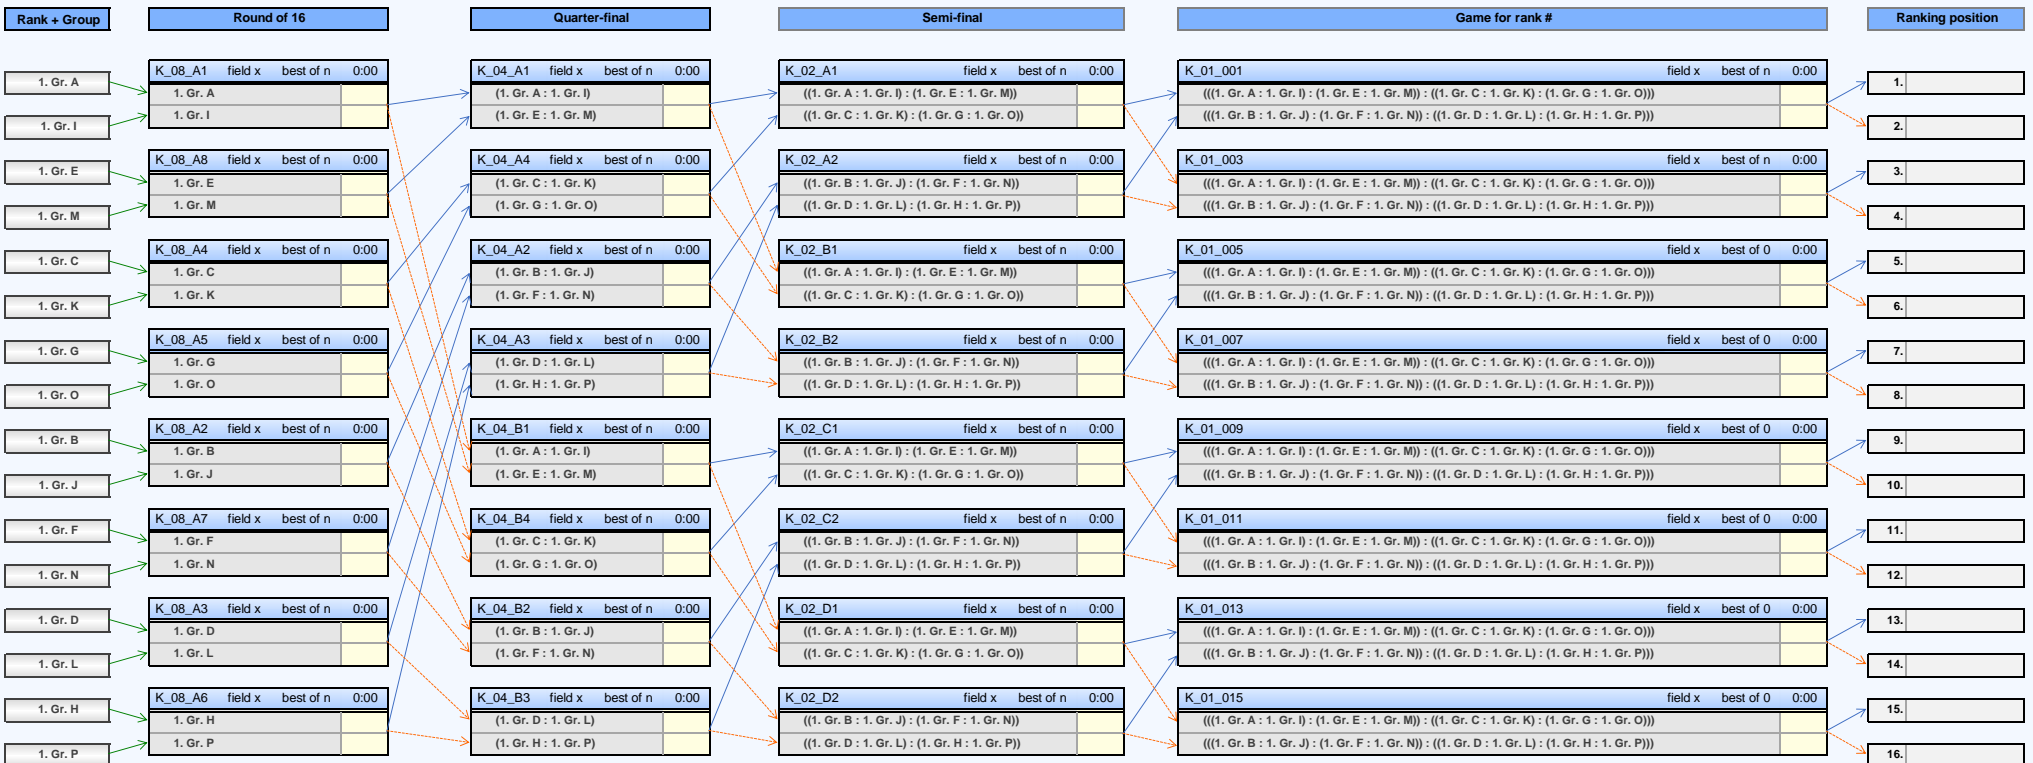 Rank + Group
Round of 16
Quarter-final
Semi-final
Game for rank #
Ranking position
1. Gr. A
1. Gr. I
1. Gr. E
1. Gr. M
1. Gr. C
1. Gr. K
1. Gr. G
1. Gr. O
1. Gr. B
1. Gr. J
1. Gr. F
1. Gr. N
1. Gr. D
1. Gr. L
1. Gr. H
1. Gr. P
K_08_A1 field x best of n 0:00
1. Gr. A
1. Gr. I
K_08_A8 field x best of n 0:00
1. Gr. E
1. Gr. M
K_08_A4 field x best of n 0:00
1. Gr. C
1. Gr. K
K_08_A5 field x best of n 0:00
1. Gr. G
1. Gr. O
K_08_A2 field x best of n 0:00
1. Gr. B
1. Gr. J
K_08_A7 field x best of n 0:00
1. Gr. F
1. Gr. N
K_08_A3 field x best of n 0:00
1. Gr. D
1. Gr. L
K_08_A6 field x best of n 0:00
1. Gr. H
1. Gr. P
K_04_A1 field x best of n 0:00
(1. Gr. A : 1. Gr. I)
(1. Gr. E : 1. Gr. M)
K_04_A4 field x best of n 0:00
(1. Gr. C : 1. Gr. K)
(1. Gr. G : 1. Gr. O)
K_04_A2 field x best of n 0:00
(1. Gr. B : 1. Gr. J)
(1. Gr. F : 1. Gr. N)
K_04_A3 field x best of n 0:00
(1. Gr. D : 1. Gr. L)
(1. Gr. H : 1. Gr. P)
K_04_B1 field x best of n 0:00
(1. Gr. A : 1. Gr. I)
(1. Gr. E : 1. Gr. M)
K_04_B4 field x best of n 0:00
(1. Gr. C : 1. Gr. K)
(1. Gr. G : 1. Gr. O)
K_04_B2 field x best of n 0:00
(1. Gr. B : 1. Gr. J)
(1. Gr. F : 1. Gr. N)
K_04_B3 field x best of n 0:00
(1. Gr. D : 1. Gr. L)
(1. Gr. H : 1. Gr. P)
K_02_A1 field x best of n 0:00
((1. Gr. A : 1. Gr. I) : (1. Gr. E : 1. Gr. M))
((1. Gr. C : 1. Gr. K) : (1. Gr. G : 1. Gr. O))
K_02_A2 field x best of n 0:00
((1. Gr. B : 1. Gr. J) : (1. Gr. F : 1. Gr. N))
((1. Gr. D : 1. Gr. L) : (1. Gr. H : 1. Gr. P))
K_02_B1 field x best of n 0:00
((1. Gr. A : 1. Gr. I) : (1. Gr. E : 1. Gr. M))
((1. Gr. C : 1. Gr. K) : (1. Gr. G : 1. Gr. O))
K_02_B2 field x best of n 0:00
((1. Gr. B : 1. Gr. J) : (1. Gr. F : 1. Gr. N))
((1. Gr. D : 1. Gr. L) : (1. Gr. H : 1. Gr. P))
K_02_C1 field x best of n 0:00
((1. Gr. A : 1. Gr. I) : (1. Gr. E : 1. Gr. M))
((1. Gr. C : 1. Gr. K) : (1. Gr. G : 1. Gr. O))
K_02_C2 field x best of n 0:00
((1. Gr. B : 1. Gr. J) : (1. Gr. F : 1. Gr. N))
((1. Gr. D : 1. Gr. L) : (1. Gr. H : 1. Gr. P))
K_02_D1 field x best of n 0:00
((1. Gr. A : 1. Gr. I) : (1. Gr. E : 1. Gr. M))
((1. Gr. C : 1. Gr. K) : (1. Gr. G : 1. Gr. O))
K_02_D2 field x best of n 0:00
((1. Gr. B : 1. Gr. J) : (1. Gr. F : 1. Gr. N))
((1. Gr. D : 1. Gr. L) : (1. Gr. H : 1. Gr. P))
K_01_001 field x best of n 0:00
(((1. Gr. A : 1. Gr. I) : (1. Gr. E : 1. Gr. M)) : ((1. Gr. C : 1. Gr. K) : (1. Gr. G : 1. Gr. O)))
(((1. Gr. B : 1. Gr. J) : (1. Gr. F : 1. Gr. N)) : ((1. Gr. D : 1. Gr. L) : (1. Gr. H : 1. Gr. P)))
K_01_003 field x best of n 0:00
(((1. Gr. A : 1. Gr. I) : (1. Gr. E : 1. Gr. M)) : ((1. Gr. C : 1. Gr. K) : (1. Gr. G : 1. Gr. O)))
(((1. Gr. B : 1. Gr. J) : (1. Gr. F : 1. Gr. N)) : ((1. Gr. D : 1. Gr. L) : (1. Gr. H : 1. Gr. P)))
K_01_005 field x best of 0 0:00
(((1. Gr. A : 1. Gr. I) : (1. Gr. E : 1. Gr. M)) : ((1. Gr. C : 1. Gr. K) : (1. Gr. G : 1. Gr. O)))
(((1. Gr. B : 1. Gr. J) : (1. Gr. F : 1. Gr. N)) : ((1. Gr. D : 1. Gr. L) : (1. Gr. H : 1. Gr. P)))
K_01_007 field x best of 0 0:00
(((1. Gr. A : 1. Gr. I) : (1. Gr. E : 1. Gr. M)) : ((1. Gr. C : 1. Gr. K) : (1. Gr. G : 1. Gr. O)))
(((1. Gr. B : 1. Gr. J) : (1. Gr. F : 1. Gr. N)) : ((1. Gr. D : 1. Gr. L) : (1. Gr. H : 1. Gr. P)))
K_01_009 field x best of 0 0:00
(((1. Gr. A : 1. Gr. I) : (1. Gr. E : 1. Gr. M)) : ((1. Gr. C : 1. Gr. K) : (1. Gr. G : 1. Gr. O)))
(((1. Gr. B : 1. Gr. J) : (1. Gr. F : 1. Gr. N)) : ((1. Gr. D : 1. Gr. L) : (1. Gr. H : 1. Gr. P)))
K_01_011 field x best of 0 0:00
(((1. Gr. A : 1. Gr. I) : (1. Gr. E : 1. Gr. M)) : ((1. Gr. C : 1. Gr. K) : (1. Gr. G : 1. Gr. O)))
(((1. Gr. B : 1. Gr. J) : (1. Gr. F : 1. Gr. N)) : ((1. Gr. D : 1. Gr. L) : (1. Gr. H : 1. Gr. P)))
K_01_013 field x best of 0 0:00
(((1. Gr. A : 1. Gr. I) : (1. Gr. E : 1. Gr. M)) : ((1. Gr. C : 1. Gr. K) : (1. Gr. G : 1. Gr. O)))
(((1. Gr. B : 1. Gr. J) : (1. Gr. F : 1. Gr. N)) : ((1. Gr. D : 1. Gr. L) : (1. Gr. H : 1. Gr. P)))
K_01_015 field x best of 0 0:00
(((1. Gr. A : 1. Gr. I) : (1. Gr. E : 1. Gr. M)) : ((1. Gr. C : 1. Gr. K) : (1. Gr. G : 1. Gr. O)))
(((1. Gr. B : 1. Gr. J) : (1. Gr. F : 1. Gr. N)) : ((1. Gr. D : 1. Gr. L) : (1. Gr. H : 1. Gr. P)))
1.
2.
3.
4.
5.
6.
7.
8.
9.
10.
11.
12.
13.
14.
15.
16.